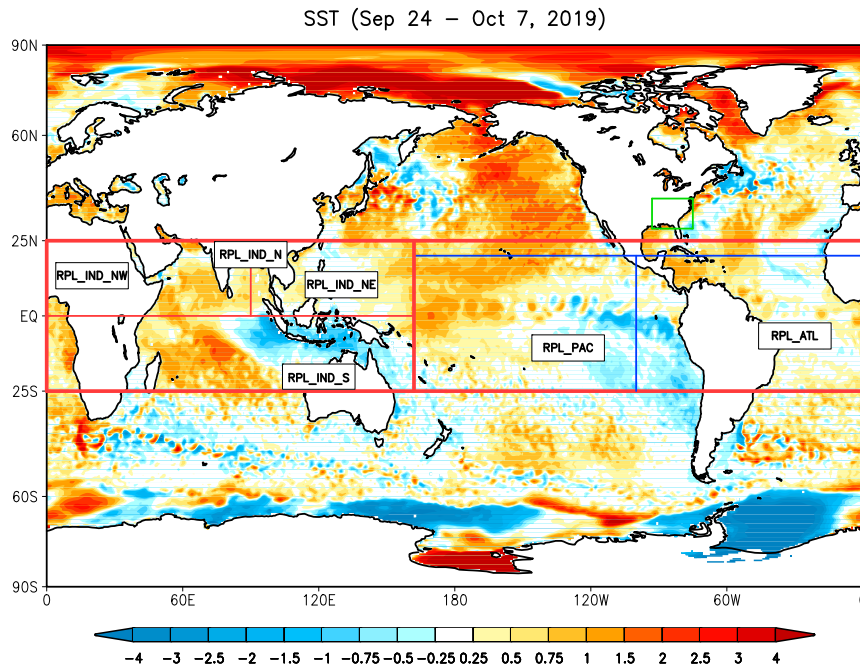 SST (Sep 24 – Oct 7, 2019)
90N
60N
25N
EQ
25S
60S
90S
RPL_IND_NW
RPL_IND_N
RPL_IND_NE
RPL_IND_S
RPL_PAC
RPL_ATL
0 60E 120E 180 120W 60W 0
-4 -3 -2.5 -2 -1.5 -1 -0.75 -0.5 -0.25 0.25 0.5 0.75 1 1.5 2 2.5 3 4